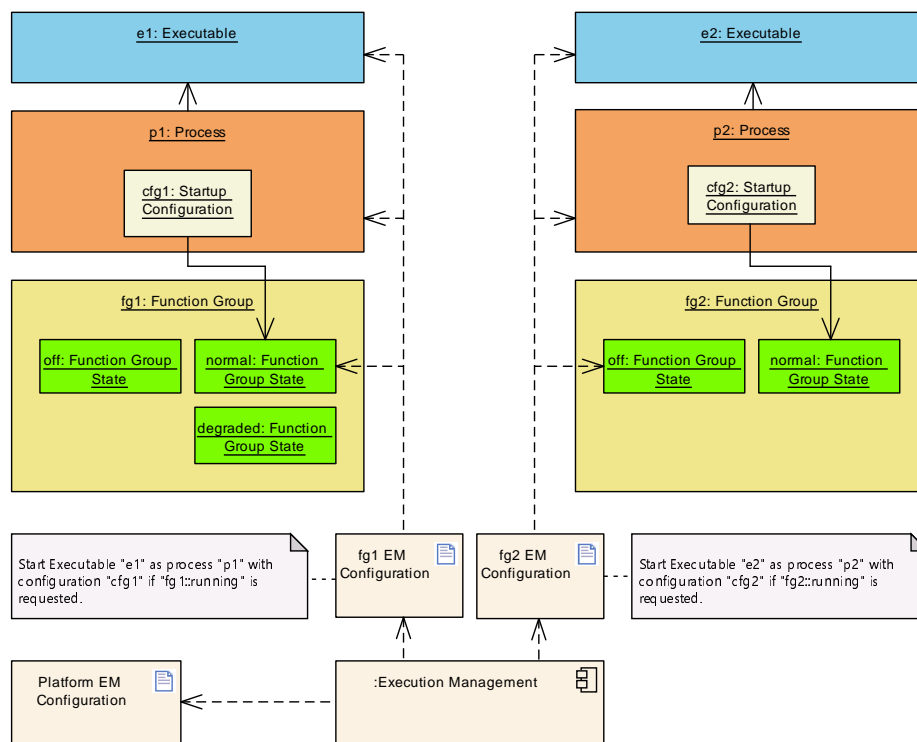 e1: Executable
e2: Executable
p1: Process
p2: Process
cfg1: Startup
Configuration
cfg2: Startup
Configuration
fg1: Function Group
fg2: Function Group
off: Function Group
State
normal: Function
Group State
off: Function Group
State
normal: Function
Group State
degraded: Function
Group State
Start Executable "e1" as process "p1" with
configuration "cfg1" if "fg1::running" is
requested.
fg1 EM
Configuration
fg2 EM
Configuration
Start Executable "e2" as process "p2" with
configuration "cfg2" if "fg2::running" is
requested.
Platform EM
Configuration
:Execution Management